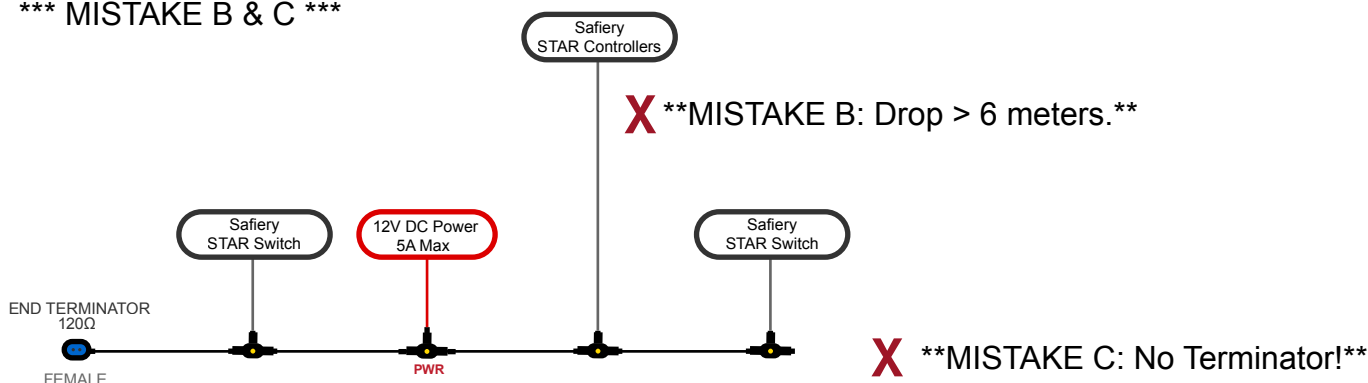 *** MISTAKE B & C ***
Safiery
STAR Controllers
X **MISTAKE B: Drop > 6 meters.**
Safiery
STAR Switch
12V DC Power
5A Max
Safiery
STAR Switch
END TERMINATOR
120Ω
FEMALE
PWR
X **MISTAKE C: No Terminator!**